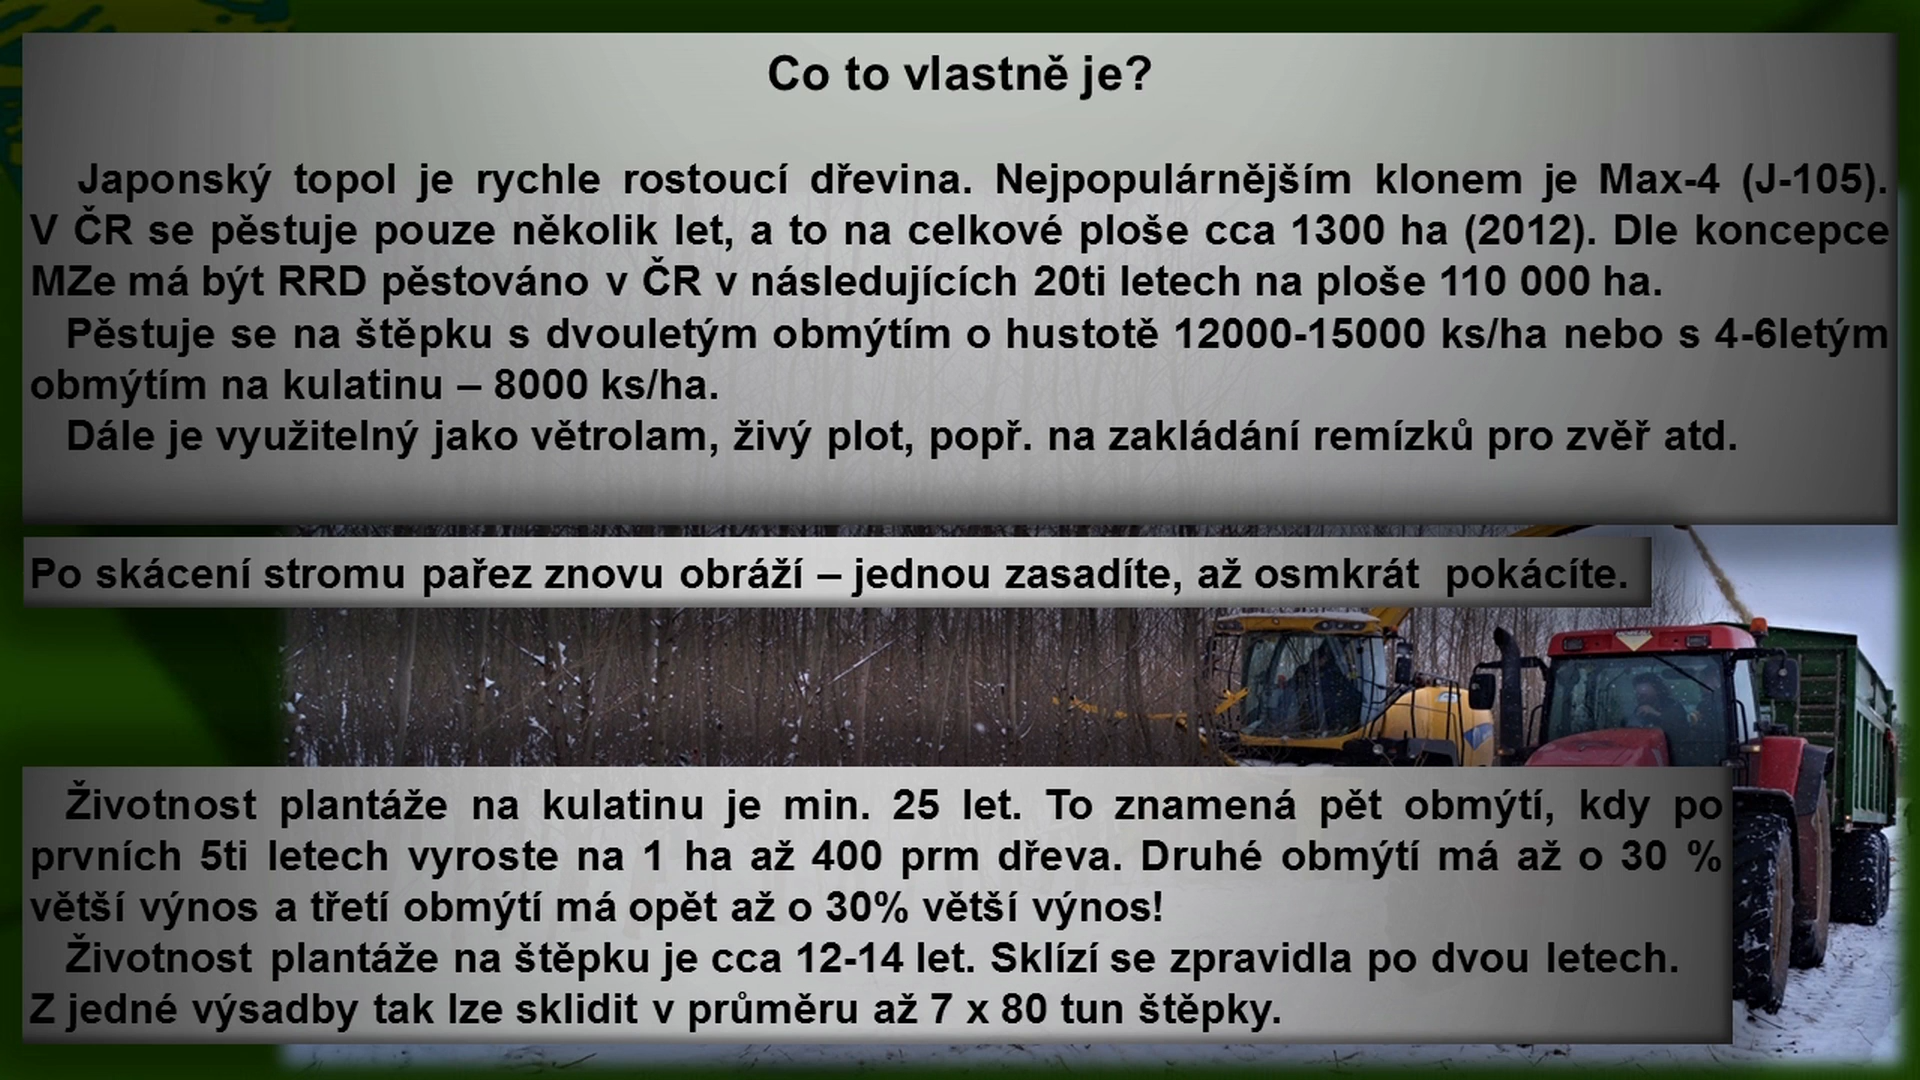 Co to vlastně je?
Japonský topol je rychle rostoucí dřevina. Nejpopulárnějším klonem je Max-4 (J-105).
V ČR se pěstuje pouze několik let, a to na celkové ploše cca 1300 ha (2012). Dle koncepce
MZe má být RRD pěstováno v ČR v následujících 20ti letech na ploše 110 000 ha.
Pěstuje se na štěpku s dvouletým obmýtím o hustotě 12000-15000 ks/ha nebo s 4-6letým
obmýtím na kulatinu – 8000 ks/ha.
Dále je využitelný jako větrolam, živý plot, popř. na zakládání remízků pro zvěř atd.
Po skácení stromu pařez znovu obráží – jednou zasadíte, až osmkrát pokácíte.
Životnost plantáže na kulatinu je min. 25 let. To znamená pět obmýtí, kdy po
prvních 5ti letech vyroste na 1 ha až 400 prm dřeva. Druhé obmýtí má až o 30 %
větší výnos a třetí obmýtí má opět až o 30% větší výnos!
Životnost plantáže na štěpku je cca 12-14 let. Sklízí se zpravidla po dvou letech.
Z jedné výsadby tak lze sklidit v průměru až 7 x 80 tun štěpky.